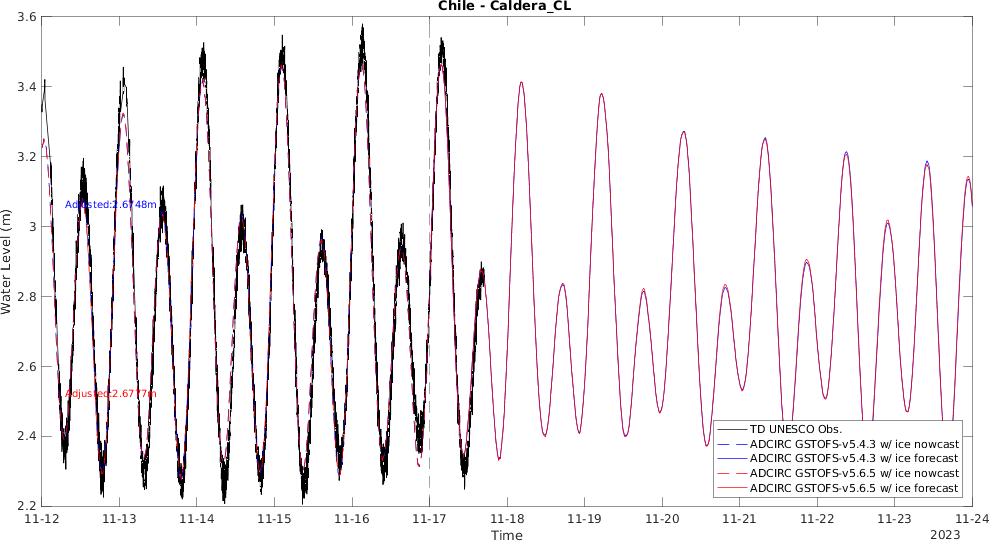 Chile - Caldera_CL
Water Level (m)
3.6
3.4
3.2
3
2.8
2.6
2.4
2.2
Adjusted:2.6748m
Adjusted:2.6777m
TD UNESCO Obs.
ADCIRC GSTOFS-v5.4.3 w/ ice nowcast
ADCIRC GSTOFS-v5.4.3 w/ ice forecast
ADCIRC GSTOFS-v5.6.5 w/ ice nowcast
ADCIRC GSTOFS-v5.6.5 w/ ice forecast
11-12 11-13 11-14 11-15 11-16 11-17 11-18 11-19 11-20 11-21 11-22 11-23 11-24
Time
2023